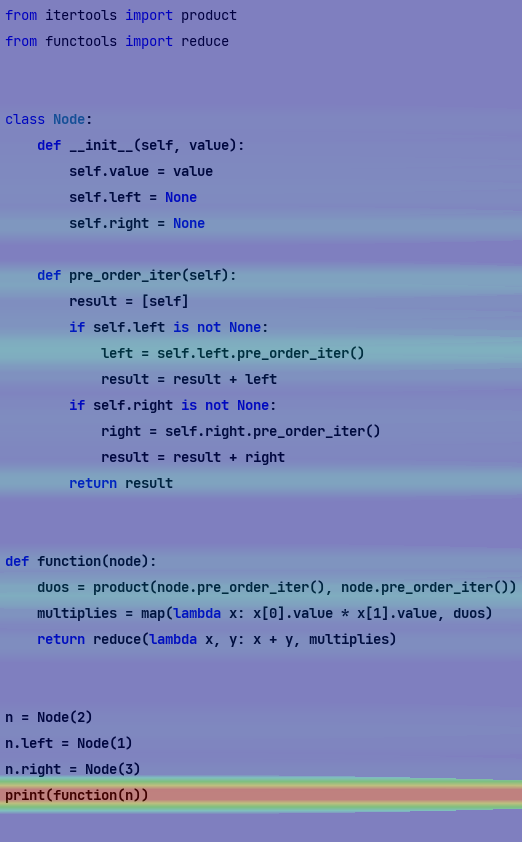 from itertools import product
from functools import reduce
class Node:
    def __init__(self, value):
        self.value = value
        self.left = None
        self.right = None
    def pre_order_iter(self):
        result = [self]
        if self.left is not None:
            left = self.left.pre_order_iter()
            result = result + left
        if self.right is not None:
            right = self.right.pre_order_iter()
            result = result + right
        return result
def function(node):
    duos = product(node.pre_order_iter(), node.pre_order_iter())
    multiplies = map(lambda x: x[0].value * x[1].value, duos)
    return reduce(lambda x, y: x + y, multiplies)
n = Node(2)
n.left = Node(1)
n.right = Node(3)
print(function(n))